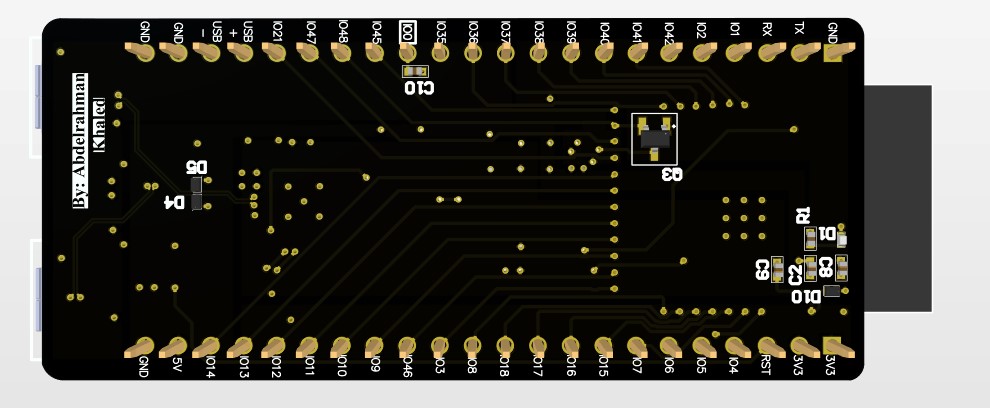 GND
GND
USB -
USB +
IO21
IO47
IO48
IO45
IO0
IO35
IO36
IO37
IO38
IO39
IO40
IO41
IO42
IO2
IO1
RX
TX
GND
C10
By: Abdelrahman
Khaled
D5
D4
Q3
R1
D1
C9
C2
C8
D10
GND
5V
IO14
IO13
IO12
IO11
IO10
IO9
IO46
IO3
IO8
IO18
IO17
IO16
IO15
IO7
IO6
IO5
IO4
RST
3V3
3V3